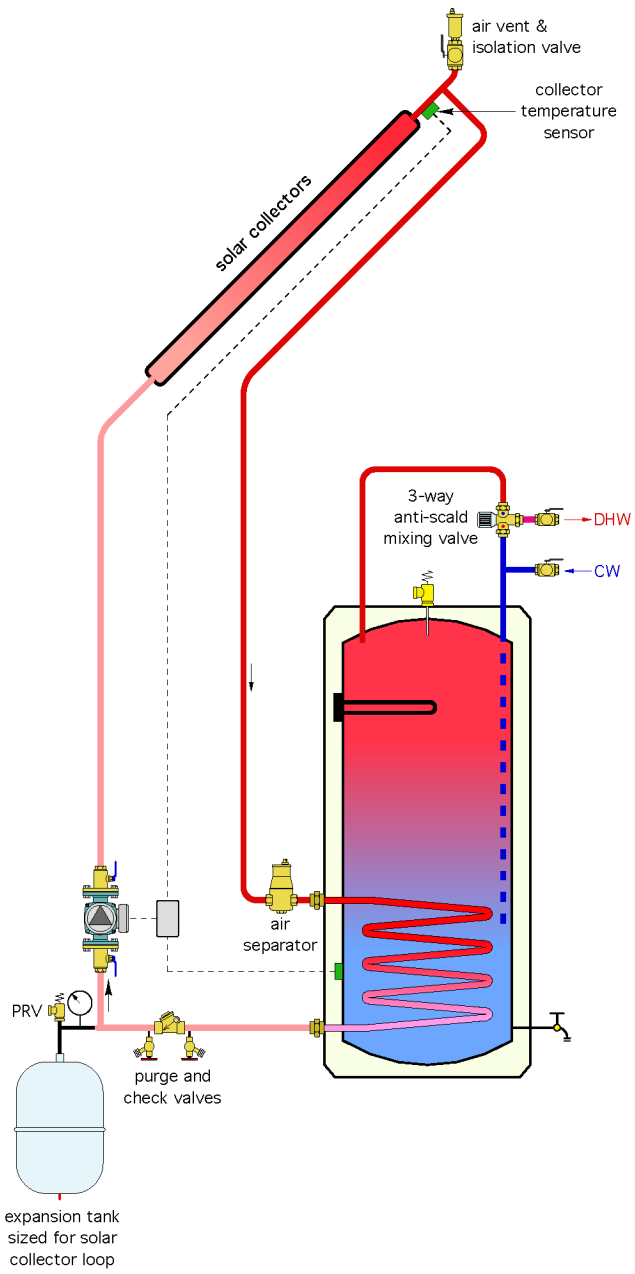 air vent &
isolation valve
collector
temperature
sensor
solar collectors
3-way
anti-scald
mixing valve
DHW
CW
air
separator
PRV
purge and
check valves
expansion tank
sized for solar
collector loop